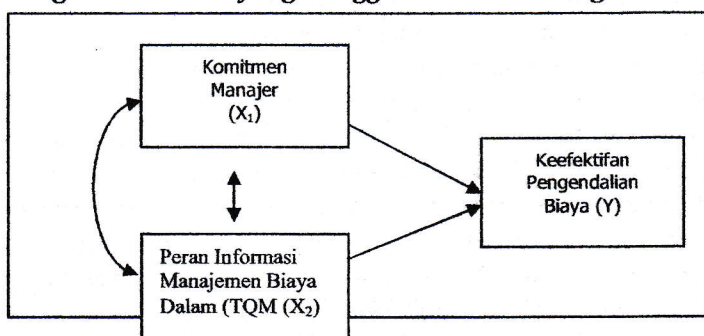 Komitmen
Manajer
(X₁)
Keefektifan
Pengendalian
Biaya (Y)
Peran Informasi
Manajemen Biaya
Dalam (TQM (X₂)